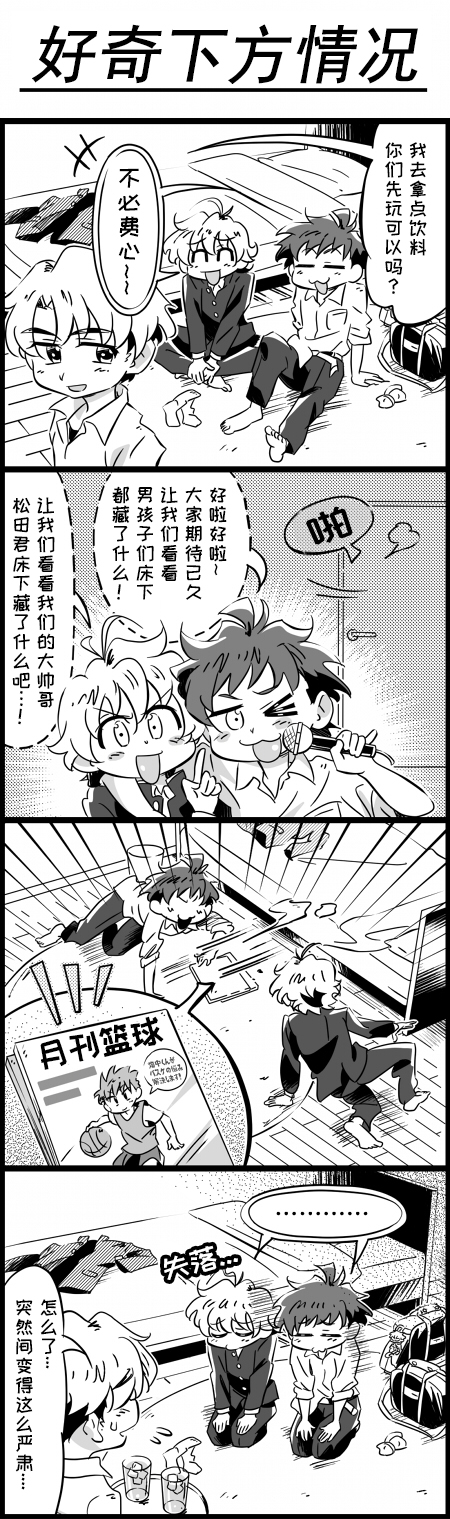 好奇下方情况
我去拿点饮料
你们先玩可以吗？
不必费心～～
啪
好啦好啦～
大家期待已久
让我们看看
男孩子们床下
都藏了什么！
让我们看看我们的大帅哥
松田君床下藏了什么吧…！
月刊篮球
…………
失落…
怎么了…
突然间变得这么严肃…